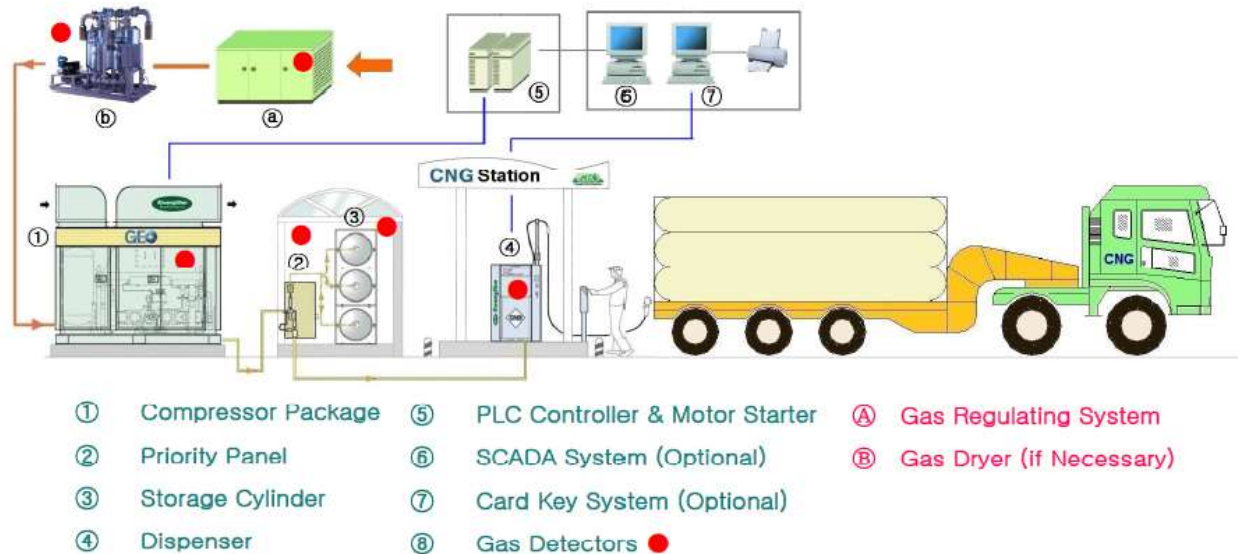 ⓑ
ⓐ
⑤
⑥
⑦
CNG Station
①
GEO
③
②
④
CNG
① Compressor Package
② Priority Panel
③ Storage Cylinder
④ Dispenser
⑤ PLC Controller & Motor Starter
⑥ SCADA System (Optional)
⑦ Card Key System (Optional)
⑧ Gas Detectors
Ⓐ Gas Regulating System
Ⓑ Gas Dryer (if Necessary)